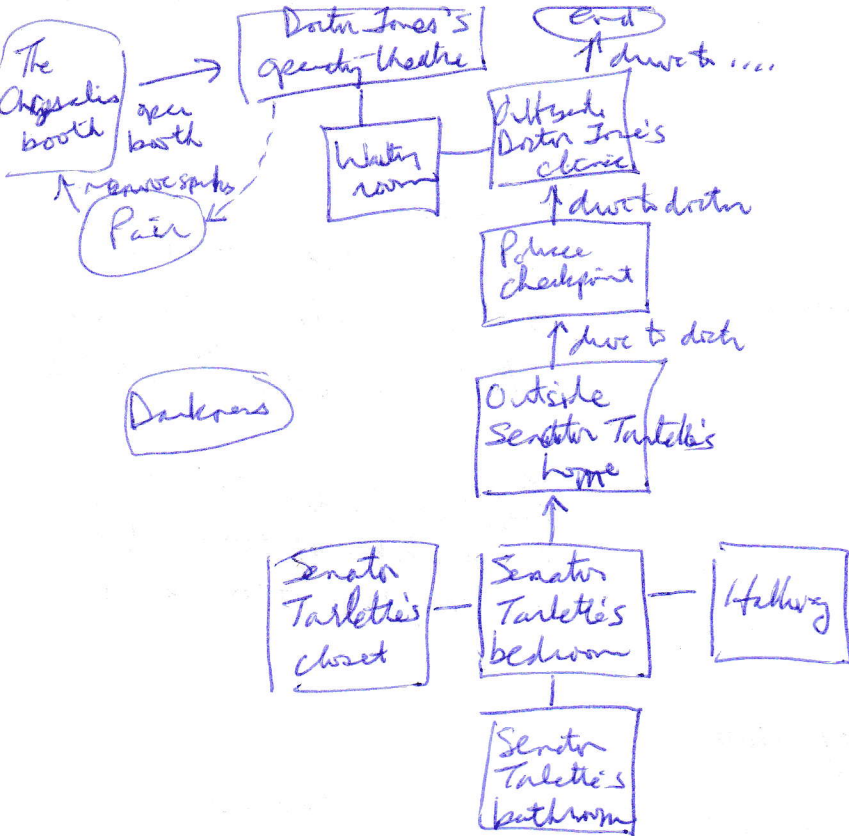 The
Chrysalis
booth
open
booth
Doctor Jones's
operating theatre
End
drive to ....
Outside
Doctor Jones's
clinic
Waiting
room
remove spikes
Pain
drive to doctor
Police
checkpoint
drive to doctor
Darkness
Outside
Senator Tarlette's
home
Senator
Tarlette's
closet
Senator
Tarlette's
bedroom
Hallway
Senator
Tarlette's
bathroom